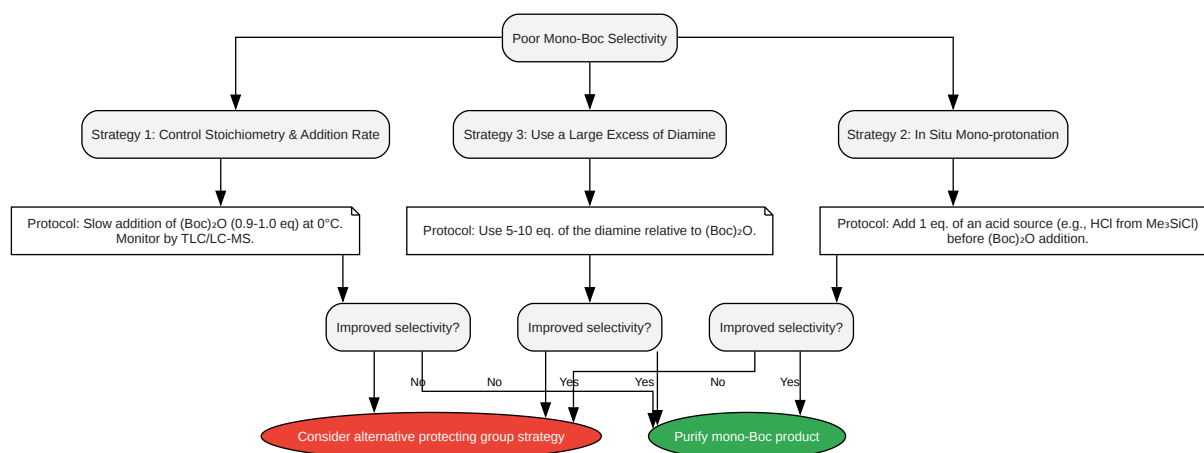 Poor Mono-Boc Selectivity
Strategy 1: Control Stoichiometry & Addition Rate
Strategy 3: Use a Large Excess of Diamine
Strategy 2: In Situ Mono-protonation
Protocol: Slow addition of (Boc)₂O (0.9-1.0 eq) at 0°C.
Monitor by TLC/LC-MS.
Protocol: Use 5-10 eq. of the diamine relative to (Boc)₂O.
Protocol: Add 1 eq. of an acid source (e.g., HCl from Me₃SiCl)
before (Boc)₂O addition.
Improved selectivity?
Improved selectivity?
Improved selectivity?
No
No
Yes
Yes
No
Yes
Consider alternative protecting group strategy
Purify mono-Boc product